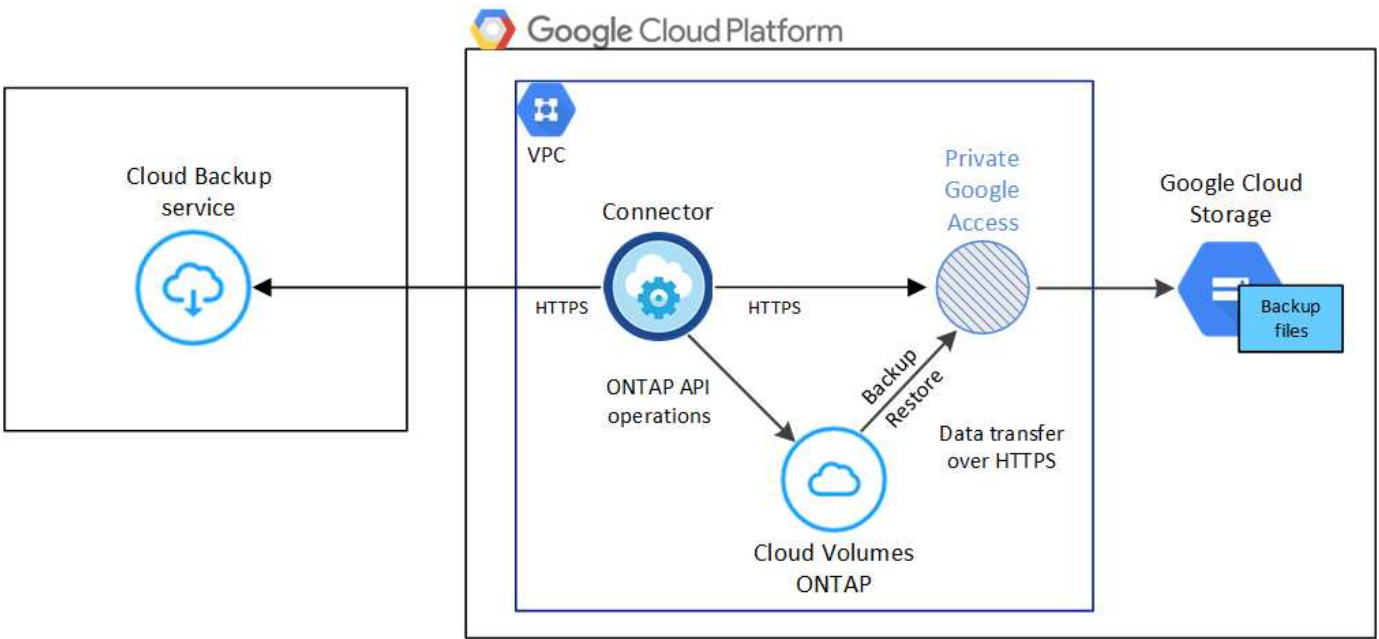 Google Cloud Platform
VPC
Cloud Backup
service
Connector
Private
Google
Access
Google Cloud
Storage
HTTPS
HTTPS
Backup
files
ONTAP API
operations
Backup
Restore
Data transfer
over HTTPS
Cloud Volumes
ONTAP